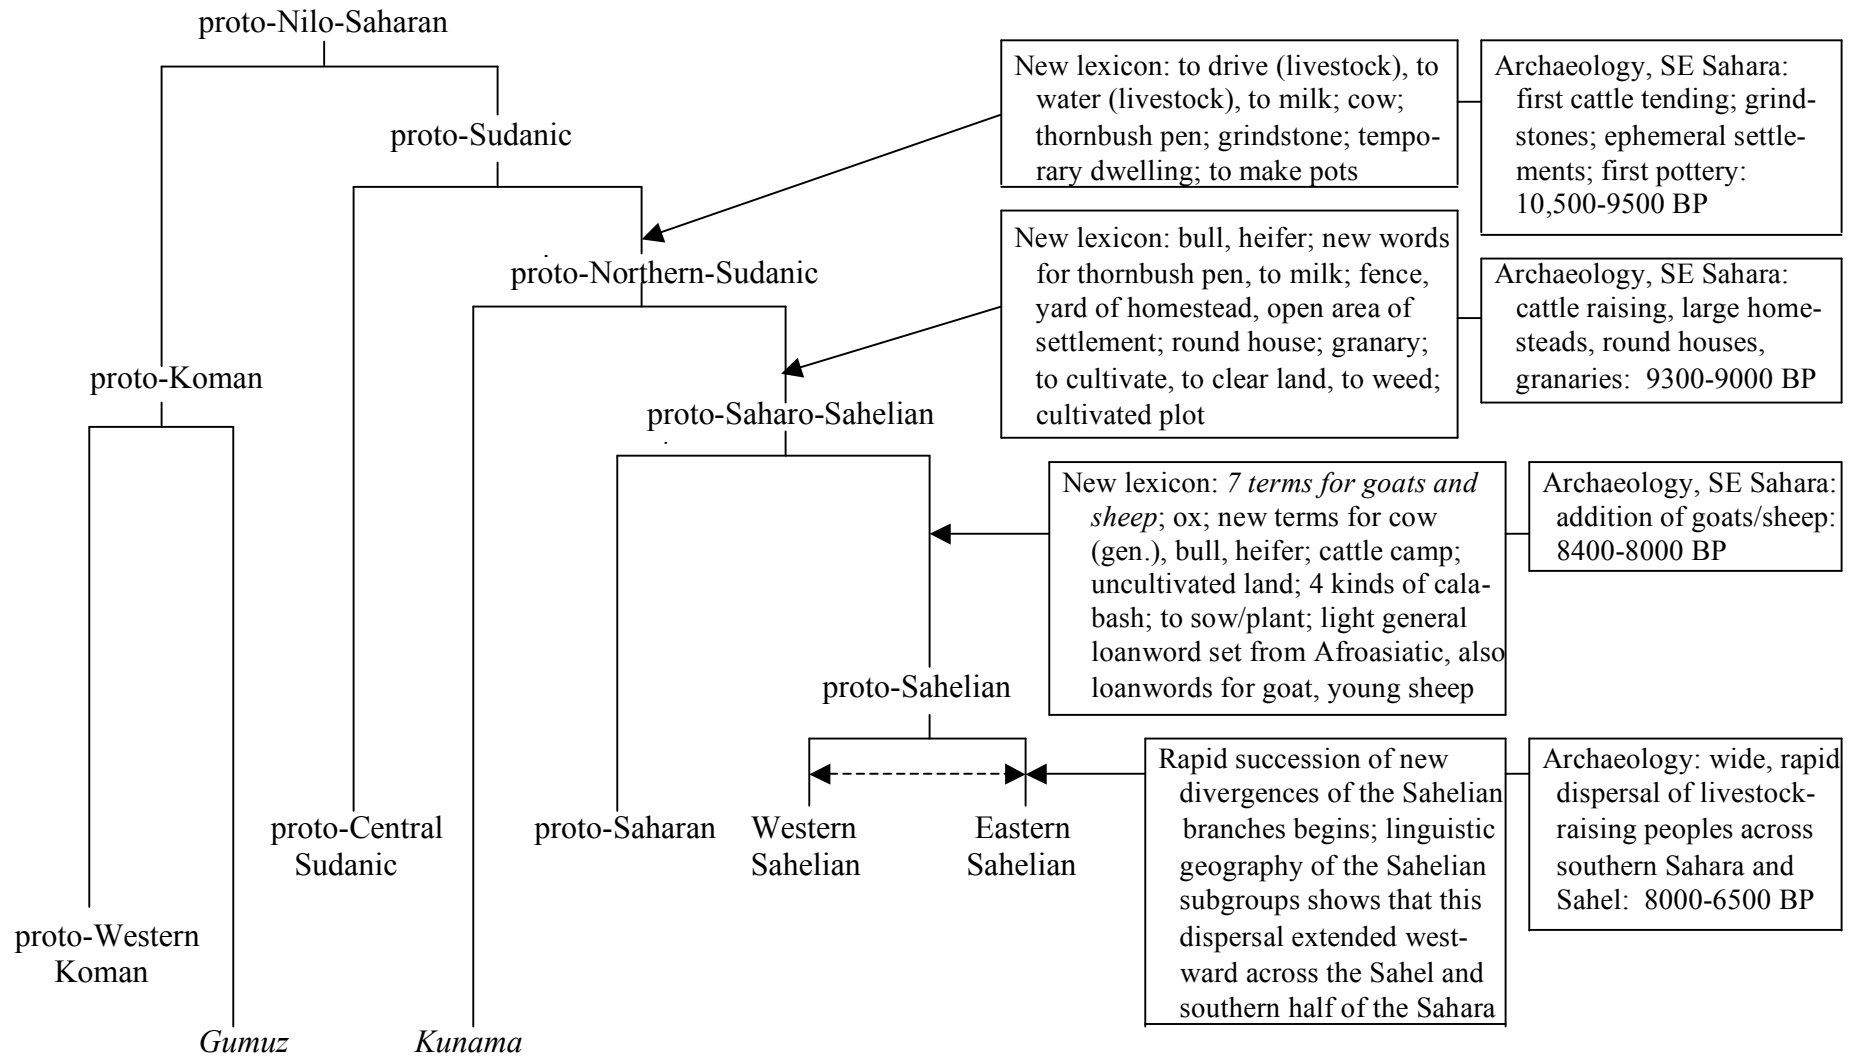 proto-Nilo-Saharan
proto-Sudanic
proto-Northern-Sudanic
proto-Koman
proto-Saharo-Sahelian
proto-Sahelian
proto-Central
Sudanic
proto-Saharan
Western
Sahelian
Eastern
Sahelian
proto-Western
Koman
Gumuz
Kunama
New lexicon: to drive (livestock), to
water (livestock), to milk; cow;
thornbush pen; grindstone; tempo-
rary dwelling; to make pots
Archaeology, SE Sahara:
first cattle tending; grind-
stones; ephemeral settle-
ments; first pottery:
10,500-9500 BP
New lexicon: bull, heifer; new words
for thornbush pen, to milk; fence,
yard of homestead, open area of
settlement; round house; granary;
to cultivate, to clear land, to weed;
cultivated plot
Archaeology, SE Sahara:
cattle raising, large home-
steads, round houses,
granaries: 9300-9000 BP
New lexicon: 7 terms for goats and
sheep; ox; new terms for cow
(gen.), bull, heifer; cattle camp;
uncultivated land; 4 kinds of cala-
bash; to sow/plant; light general
loanword set from Afroasiatic, also
loanwords for goat, young sheep
Archaeology, SE Sahara:
addition of goats/sheep:
8400-8000 BP
Rapid succession of new
divergences of the Sahelian
branches begins; linguistic
geography of the Sahelian
subgroups shows that this
dispersal extended west-
ward across the Sahel and
southern half of the Sahara
Archaeology: wide, rapid
dispersal of livestock-
raising peoples across
southern Sahara and
Sahel: 8000-6500 BP